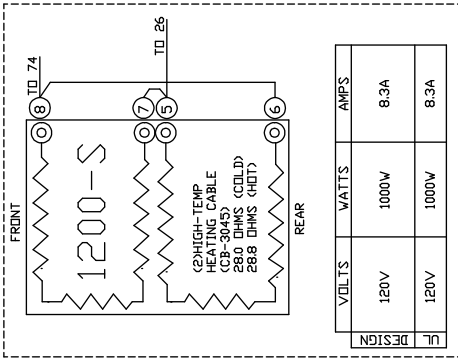 TO 74
TO 26
8
7
5
6
FRONT
1200-S
(2)HIGH-TEMP
HEATING CABLE
(CB-3045)
28.0 OHMS (COLD)
28.8 OHMS (HOT)
REAR
VOLTS WATTS AMPS
DESIGN 120V 1000W 8.3A
UL 120V 1000W 8.3A